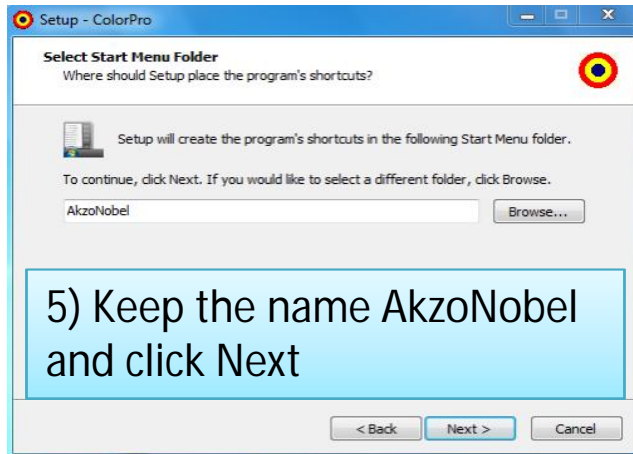 Setup - ColorPro
Select Start Menu Folder
Where should Setup place the program's shortcuts?
Setup will create the program's shortcuts in the following Start Menu folder.
To continue, click Next. If you would like to select a different folder, click Browse.
AkzoNobel
Browse...
5) Keep the name AkzoNobel
and click Next
< Back
Next >
Cancel